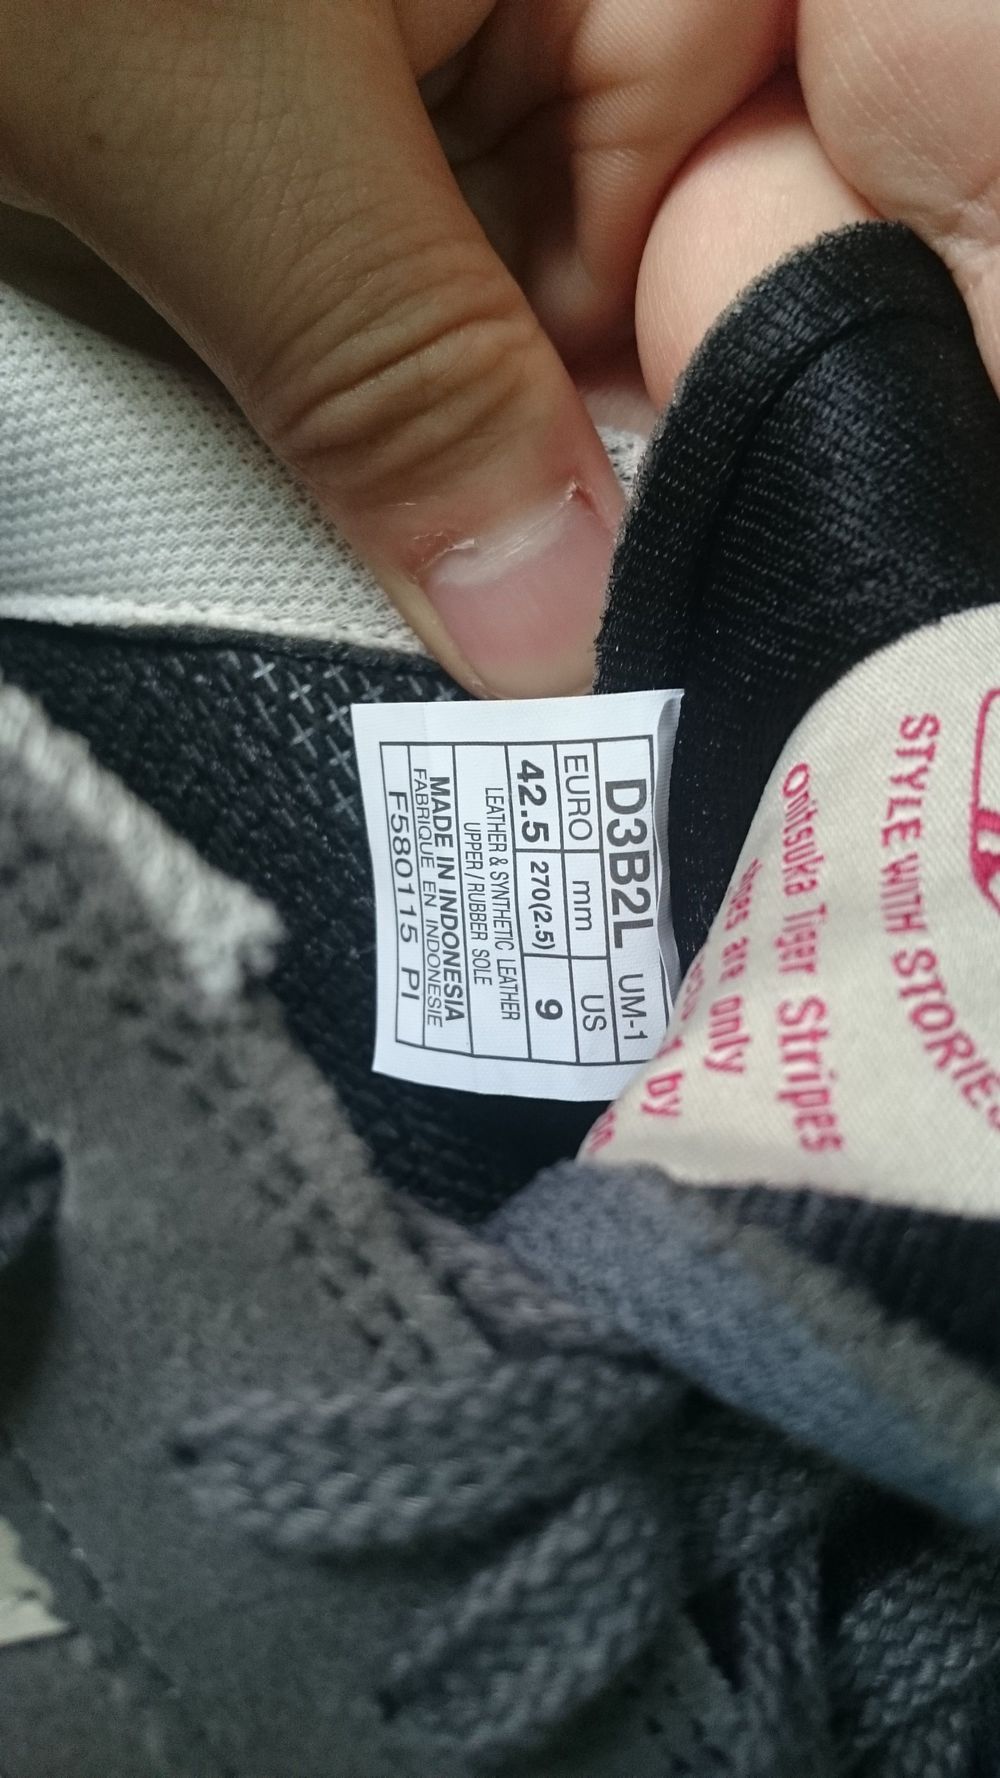 D3B2L UM-1
EURO mm US
42.5 270(2.5) 9
LEATHER & SYNTHETIC LEATHER
UPPER / RUBBER SOLE
MADE IN INDONESIA
FABRIQUE EN INDONESIE
F580115 PI
STYLE WITH STORIES
Onitsuka Tiger Stripes
are only
by